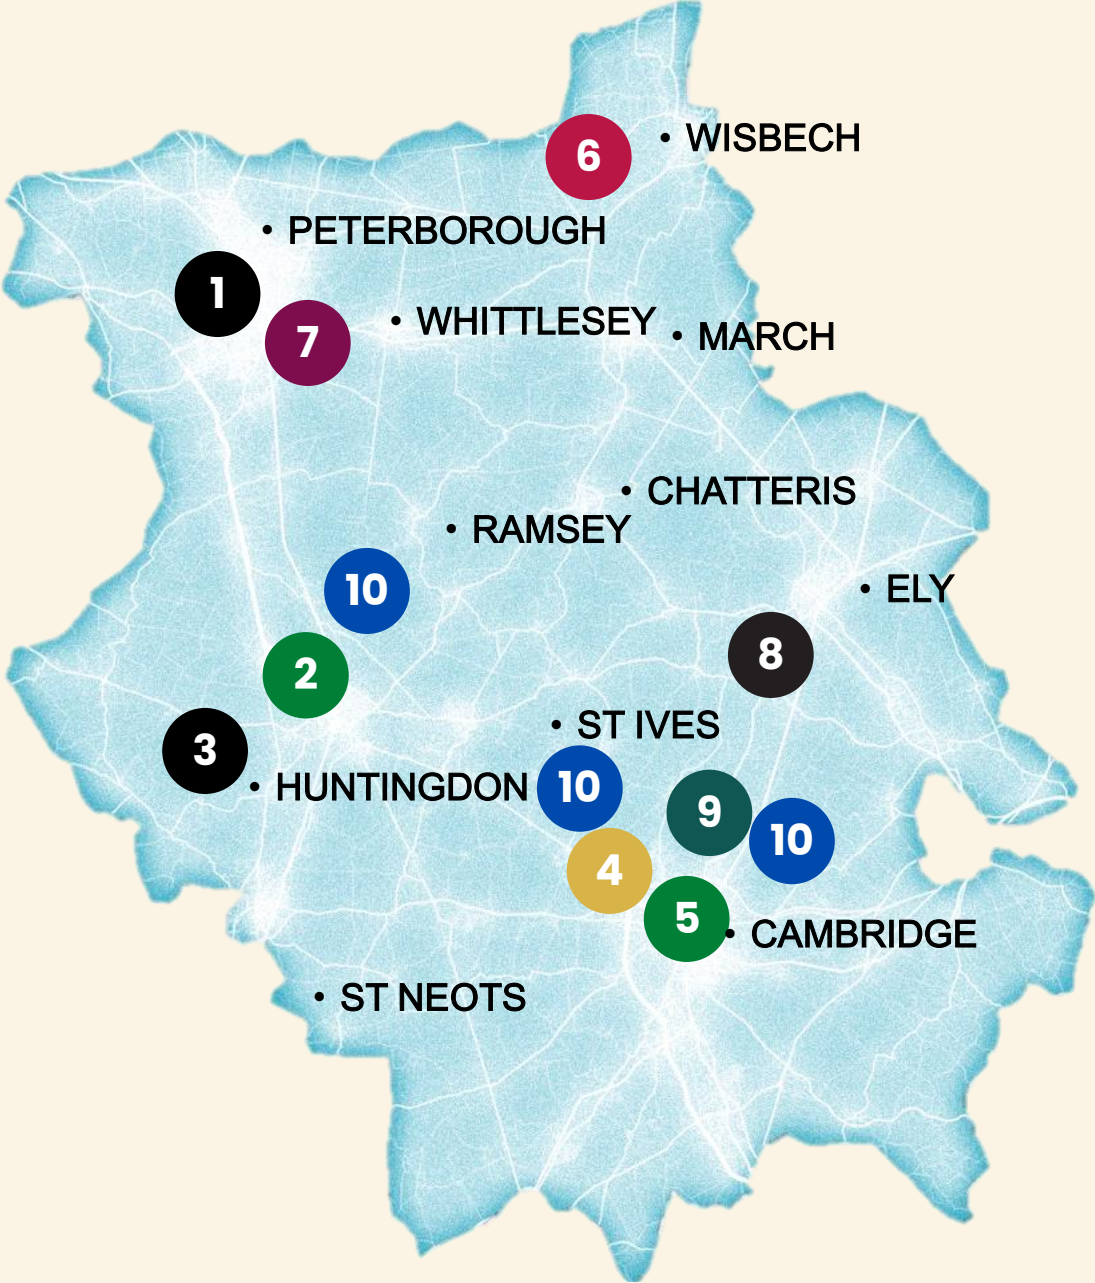 6
• WISBECH
• PETERBOROUGH
1
• WHITTLESEY
• MARCH
7
• CHATTERIS
• RAMSEY
10
• ELY
8
2
• ST IVES
3
• HUNTINGDON
10
9
10
4
5
• CAMBRIDGE
• ST NEOTS